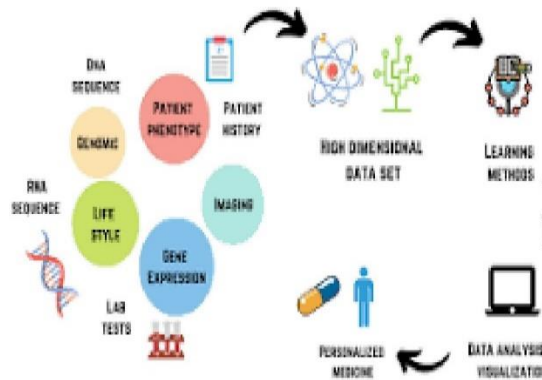 DNA
SEQUENCE
GENOMIC
PATIENT
PHENOTYPE
PATIENT
HISTORY
RNA
SEQUENCE
LIFE
STYLE
IMAGING
GENE
EXPRESSION
LAB
TESTS
HIGH DIMENSIONAL
DATA SET
LEARNING
METHODS
PERSONALIZED
MEDICINE
DATA ANALYSIS
VISUALIZATION